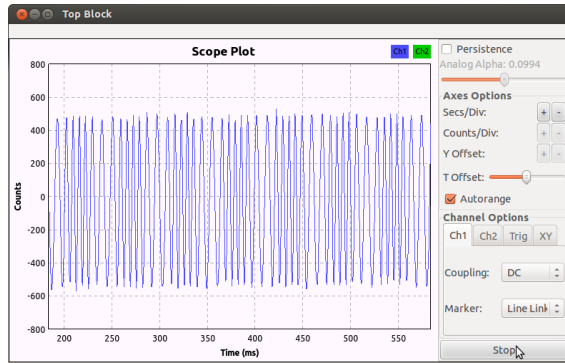 Top Block
Scope Plot
Ch1 Ch2
800
600
400
200
0
-200
-400
-600
-800
Counts
200 250 300 350 400 450 500 550
Time (ms)
Persistence
Analog Alpha: 0.0994
Axes Options
Secs/Div: + -
Counts/Div: + -
Y Offset: + -
T Offset:
Autorange
Channel Options
Ch1 Ch2 Trig XY
Coupling: DC
Marker: Line Link
Stop